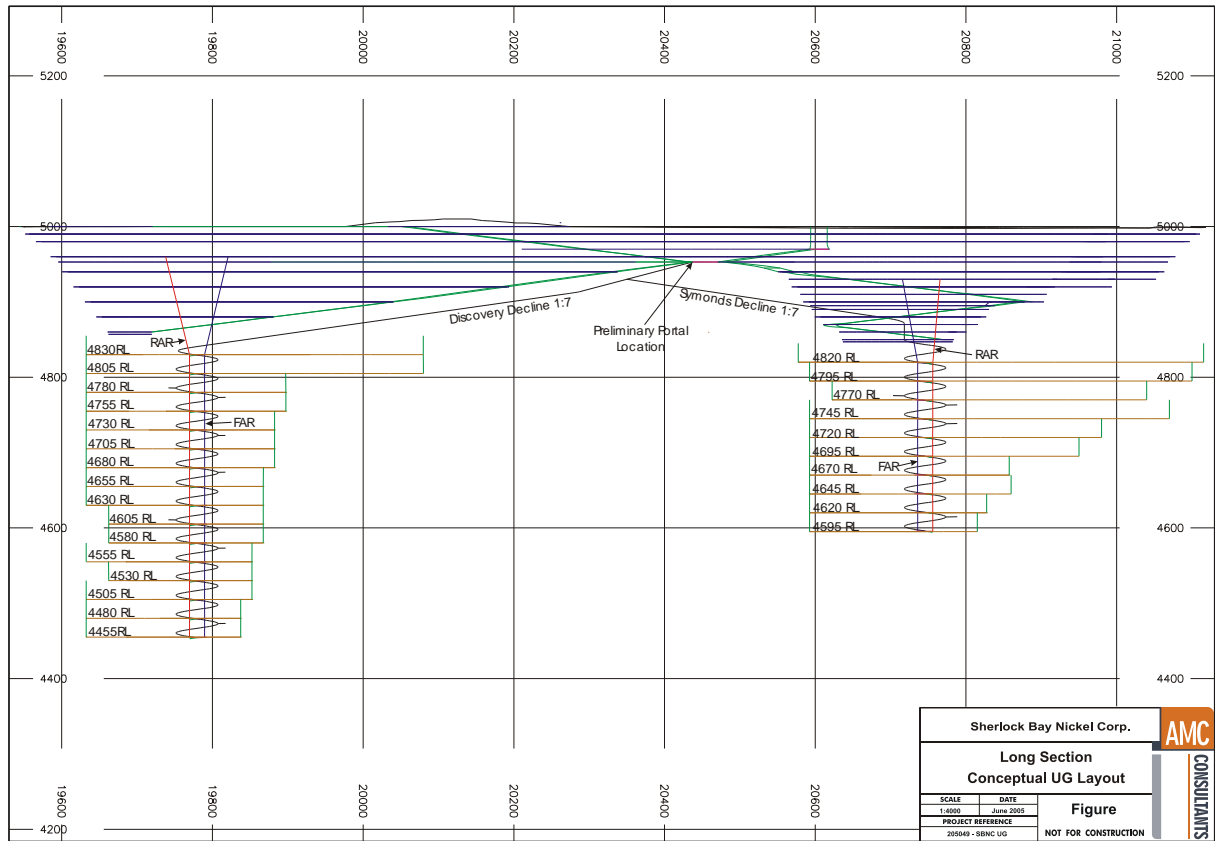 19600 19800 20000 20200 20400 20600 20800 21000
5200 5200
5000 5000
Discovery Decline 1:7
Symonds Decline 1:7
Preliminary Portal
Location
RAR
4830RL
4805 RL
4780 RL
4755 RL
4730 RL
FAR
4705 RL
4680 RL
4655 RL
4630 RL
4605 RL
4580 RL
4555 RL
4530 RL
4505 RL
4480 RL
4455RL
RAR
4820 RL
4800 4800
4795 RL
4770 RL
4745 RL
4720 RL
4695 RL
FAR
4670 RL
4645 RL
4620 RL
4595 RL
4600 4600
4400 4400
4200
19600 19800 20000 20200 20400 20600
Sherlock Bay Nickel Corp.
Long Section
Conceptual UG Layout
SCALE DATE
1:4000 June 2005
PROJECT REFERENCE
205049 - SBNC UG
Figure
NOT FOR CONSTRUCTION
AMC
CONSULTANTS